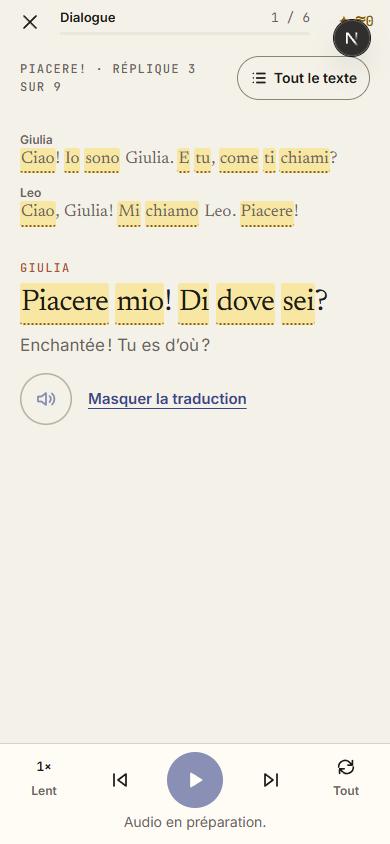 Dialogue
1 / 6
PIACERE! · RÉPLIQUE 3
SUR 9
N
Tout le texte
Giulia
Ciao! Io sono Giulia. E tu, come ti chiami?
Leo
Ciao, Giulia! Mi chiamo Leo. Piacere!
GIULIA
Piacere mio! Di dove sei?
Enchantée ! Tu es d’où ?
Masquer la traduction
1×
Lent
Tout
Audio en préparation.